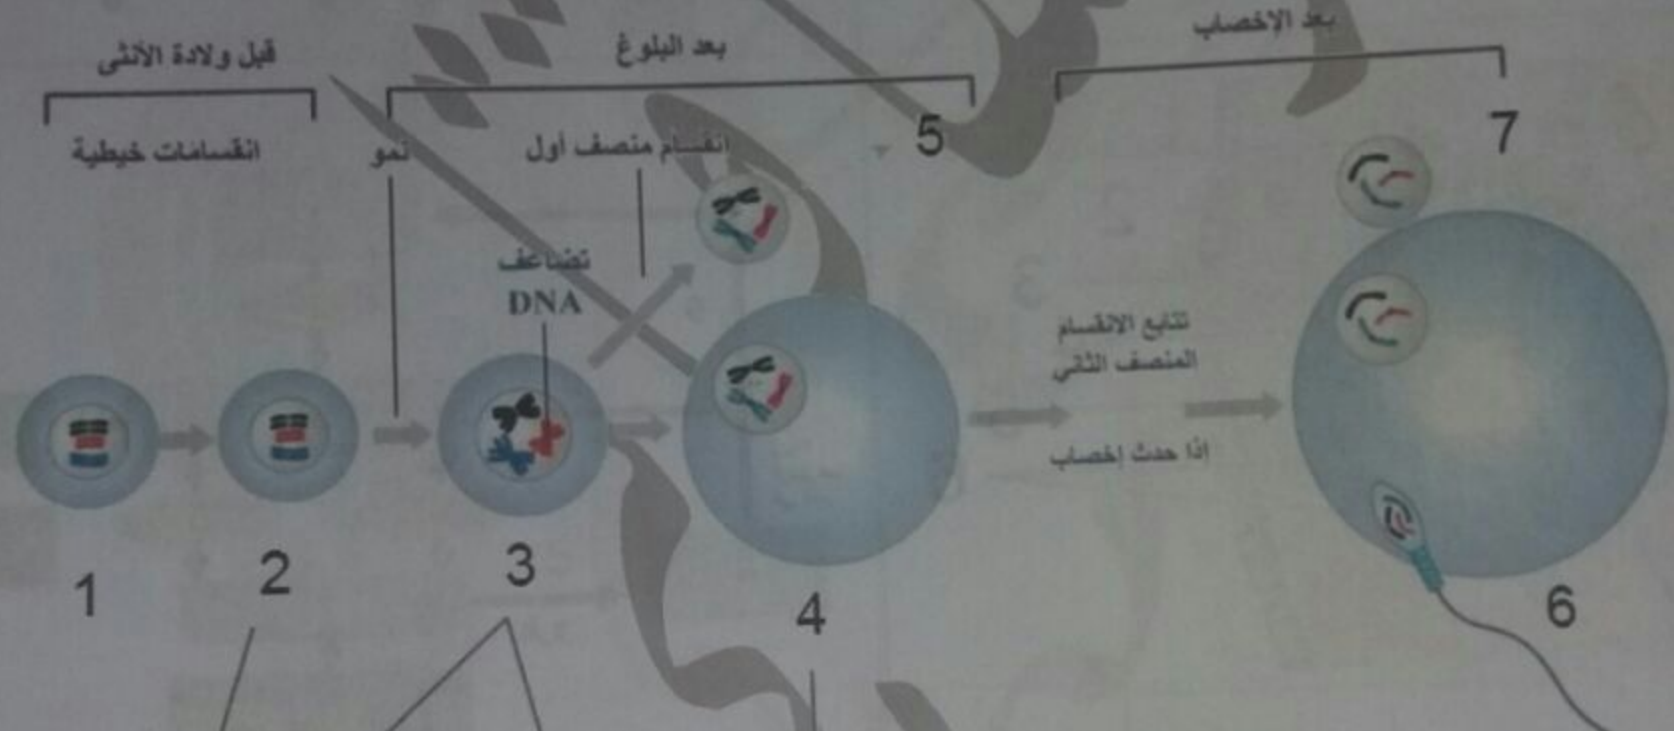 قبل ولادة الأنثى
بعد البلوغ
بعد الإخصاب
انقسامات خيطية
نمو
انقسام منصف أول
5
7
تضاعف
DNA
تتابع الانقسام
المنصف الثاني
اذا حدث إخصاب
1
2
3
4
6